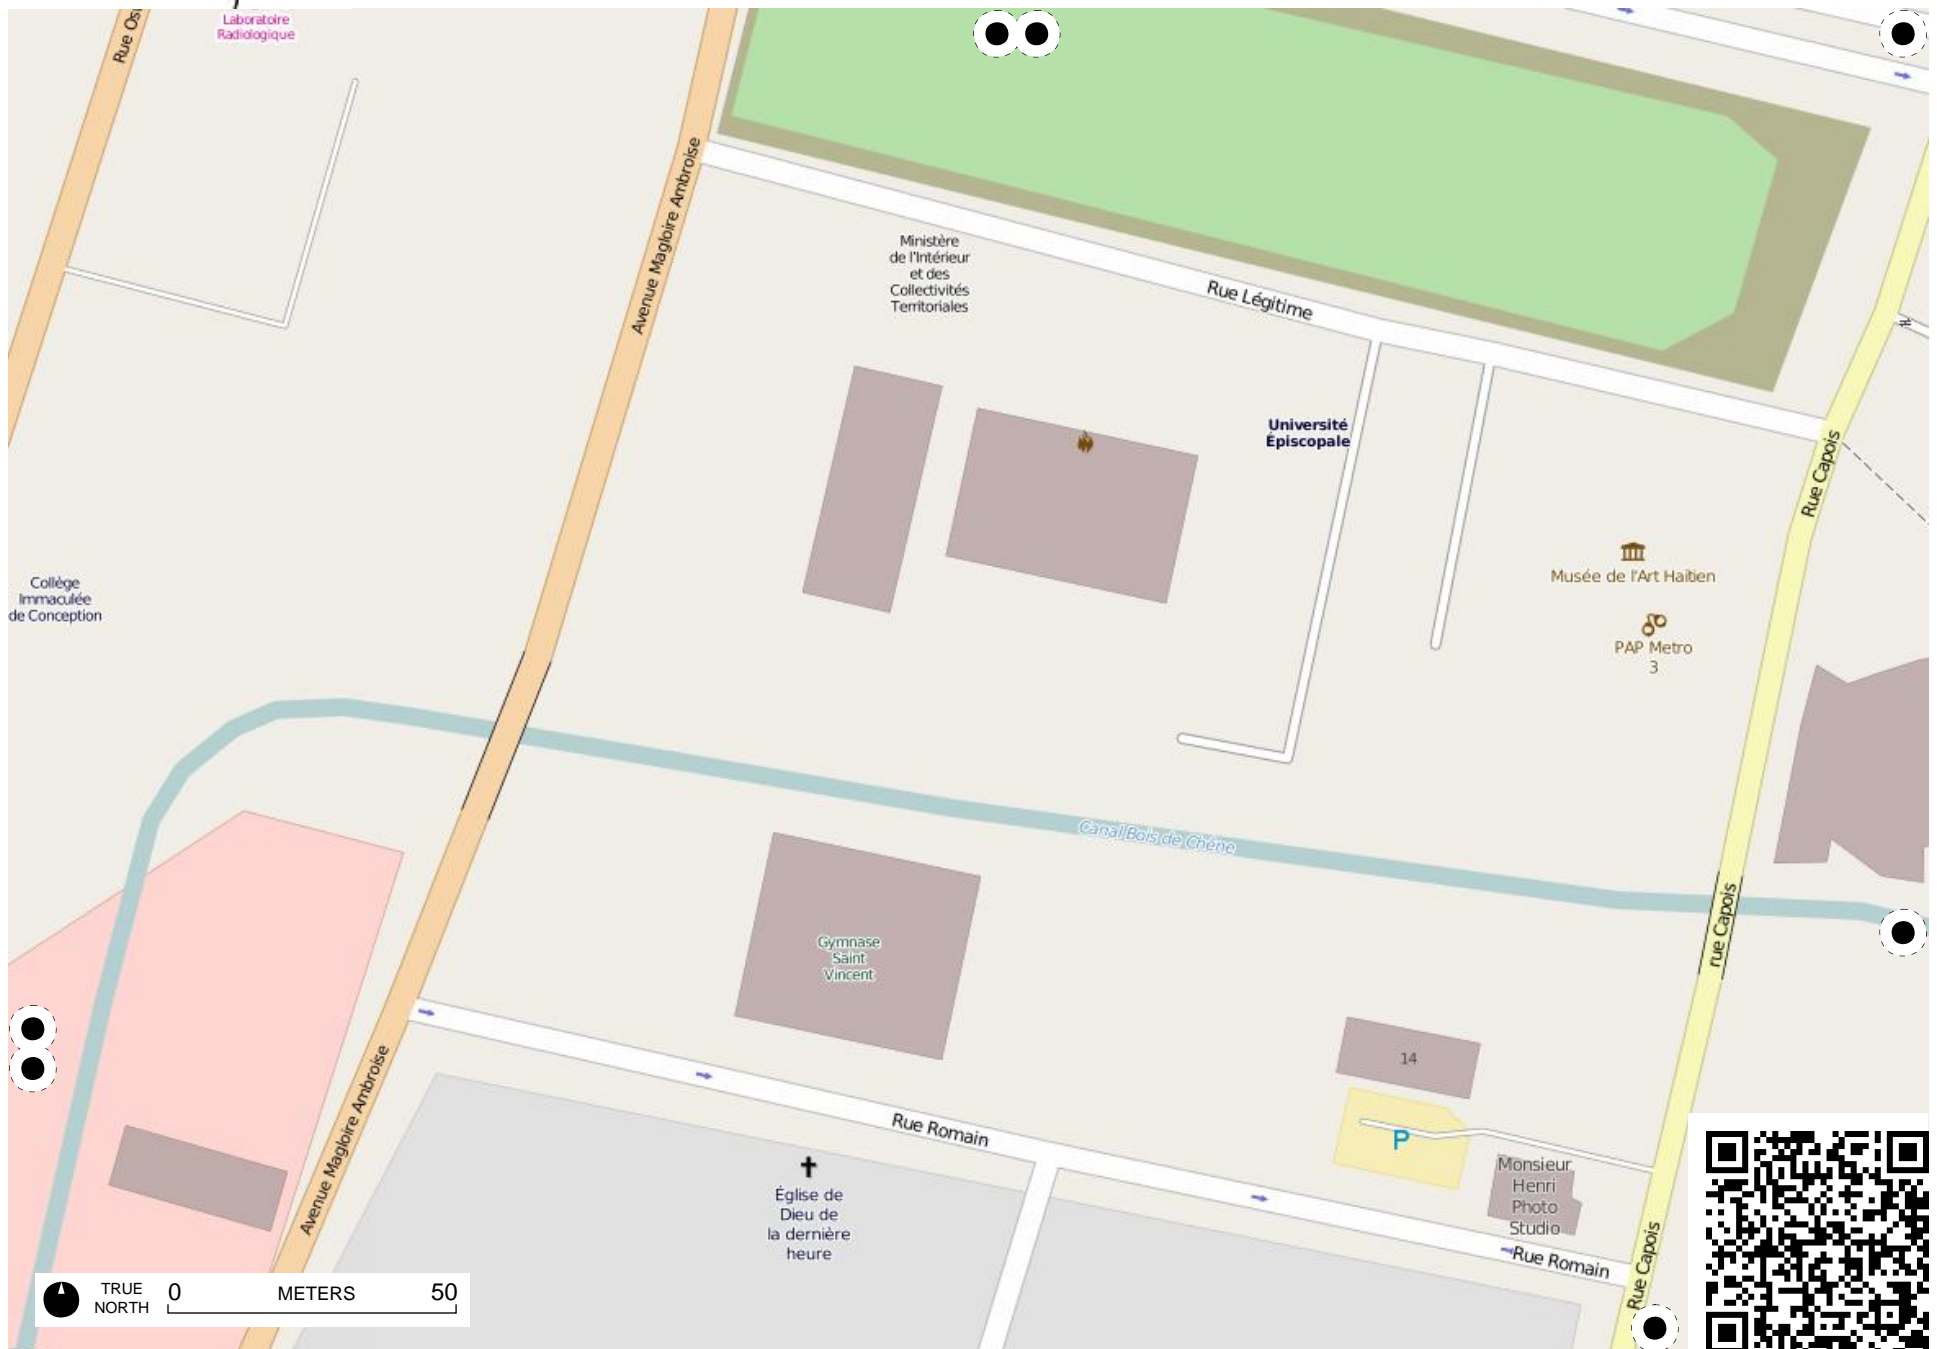 Laboratoire
Radiologique
Avenue Magloire Ambroise
Ministère
de l'Intérieur
et des
Collectivités
Territoriales
Rue Légitime
Université
Épiscopale
Rue Capois
Musée de l'Art Haïtien
PAP Metro
3
Collège
Immaculée
de Conception
Canal Bois de Chêne
rue Capois
Gymnase
Saint
Vincent
14
P
Rue Romain
Avenue Magloire Ambroise
Église de
Dieu de
la dernière
heure
Monsieur
Henri
Photo
Studio
Rue Romain
Rue Capois
TRUE
NORTH
0 METERS 50